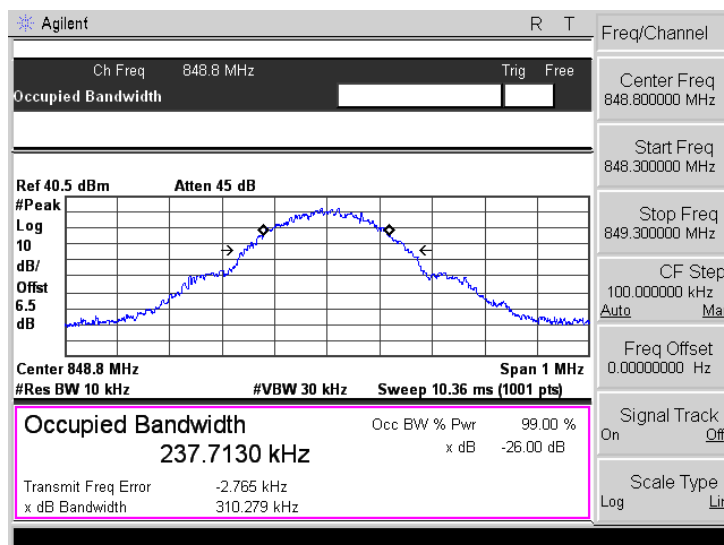 Agilent R T
Freq/Channel
Ch Freq 848.8 MHz Trig Free
Occupied Bandwidth
Center Freq
848.800000 MHz
Start Freq
848.300000 MHz
Stop Freq
849.300000 MHz
CF Step
100.000000 kHz
Auto Ma
Freq Offset
0.00000000 Hz
Signal Track
On Off
Scale Type
Log Lin
Ref 40.5 dBm Atten 45 dB
#Peak
Log
10
dB/
Offst
6.5
dB
Center 848.8 MHz Span 1 MHz
#Res BW 10 kHz #VBW 30 kHz Sweep 10.36 ms (1001 pts)
Occupied Bandwidth Occ BW % Pwr 99.00 %
237.7130 kHz x dB -26.00 dB
Transmit Freq Error -2.765 kHz
x dB Bandwidth 310.279 kHz